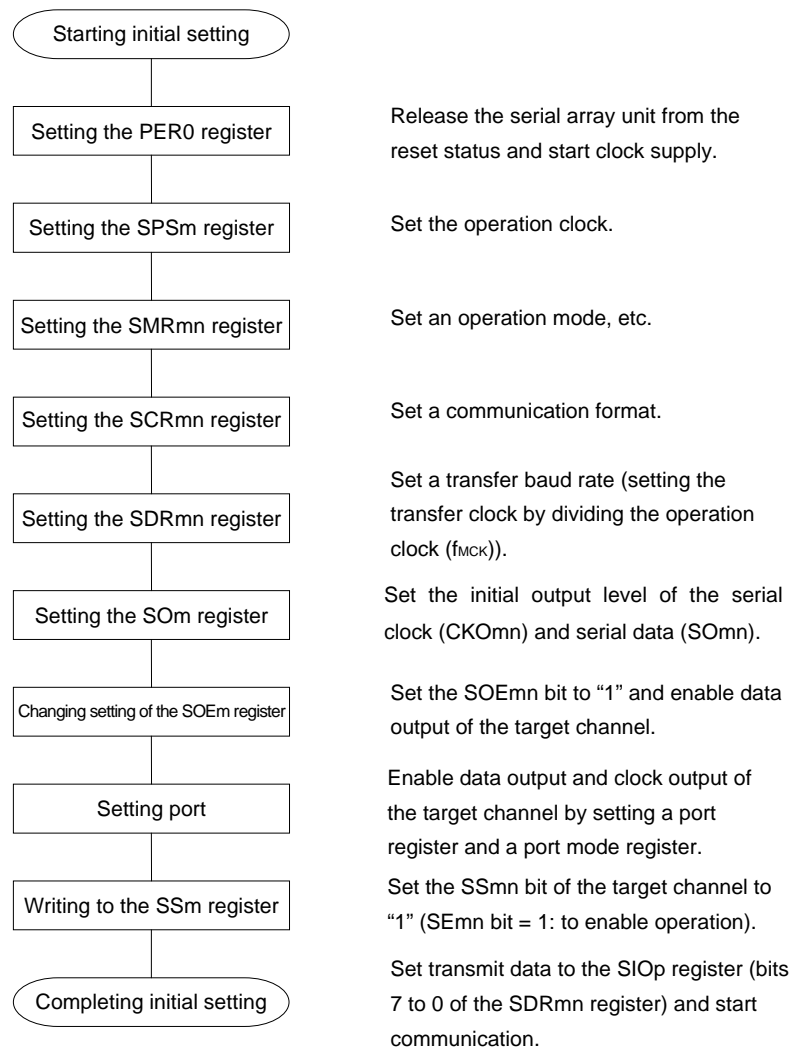 Starting initial setting
Setting the PER0 register
Release the serial array unit from the
reset status and start clock supply.
Setting the SPSm register
Set the operation clock.
Setting the SMRmn register
Set an operation mode, etc.
Setting the SCRmn register
Set a communication format.
Setting the SDRmn register
Set a transfer baud rate (setting the
transfer clock by dividing the operation
clock (fMCK)).
Setting the SOm register
Set the initial output level of the serial
clock (CKOmn) and serial data (SOmn).
Changing setting of the SOEm register
Set the SOEmn bit to “1” and enable data
output of the target channel.
Setting port
Enable data output and clock output of
the target channel by setting a port
register and a port mode register.
Writing to the SSm register
Set the SSmn bit of the target channel to
“1” (SEmn bit = 1: to enable operation).
Completing initial setting
Set transmit data to the SIOp register (bits
7 to 0 of the SDRmn register) and start
communication.